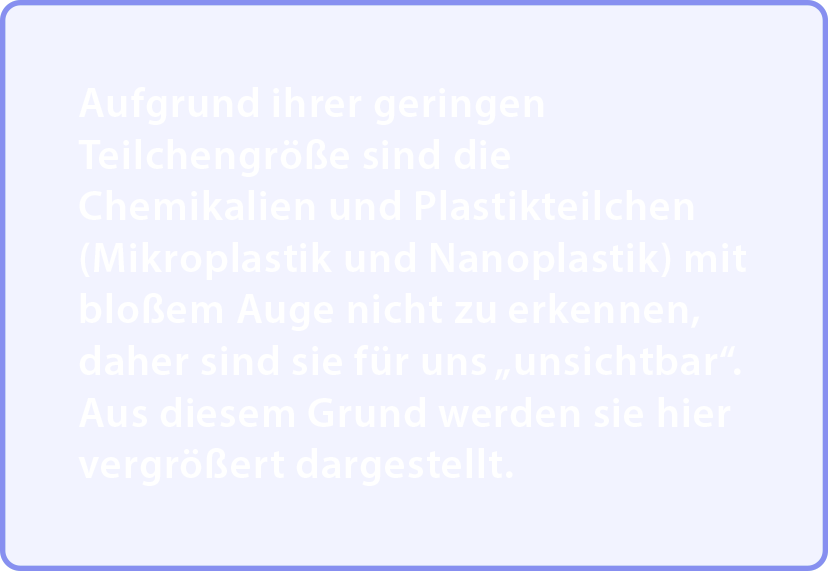 Aufgrund ihrer geringen
Teilchengröße sind die
Chemikalien und Plastikteilchen
(Mikroplastik und Nanoplastik) mit
bloßem Auge nicht zu erkennen,
daher sind sie für uns „unsichtbar“.
Aus diesem Grund werden sie hier
vergrößert dargestellt.